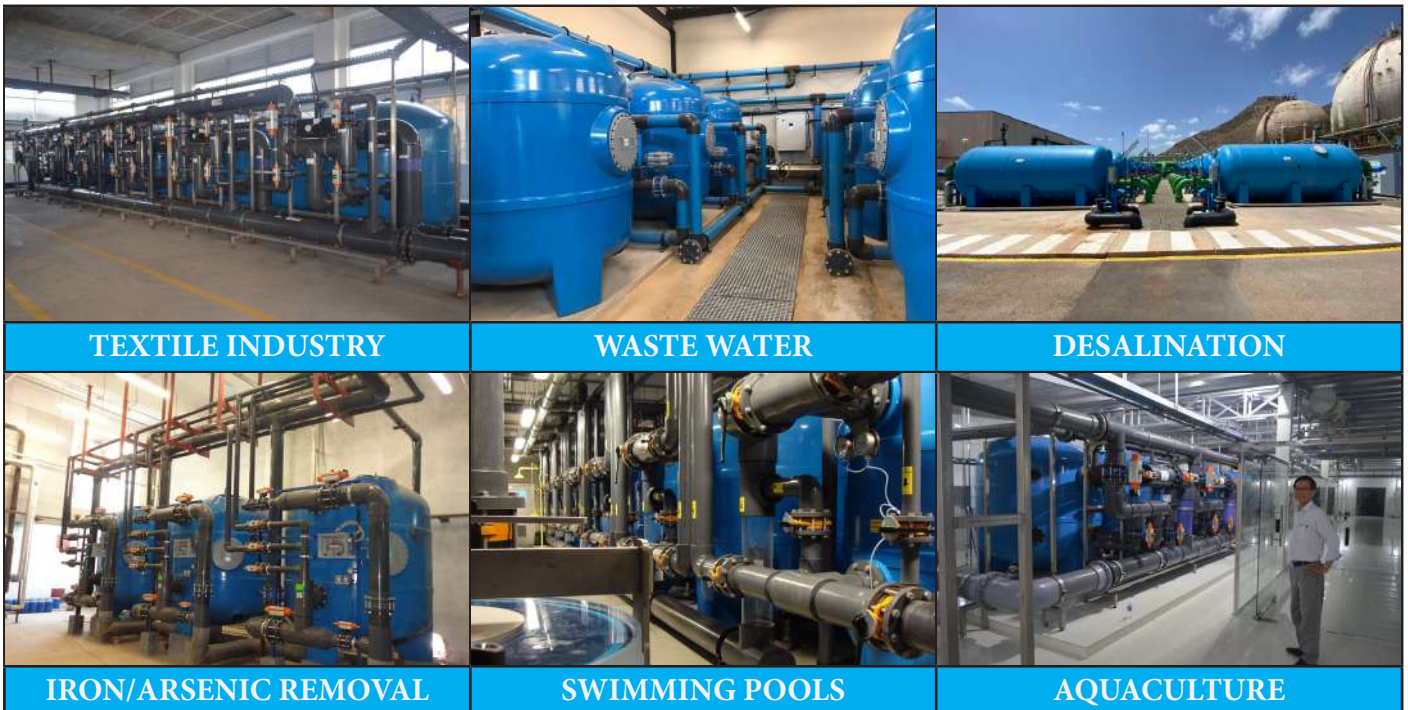 TEXTILE INDUSTRY
WASTE WATER
DESALINATION
IRON/ARSENIC REMOVAL
SWIMMING POOLS
AQUACULTURE